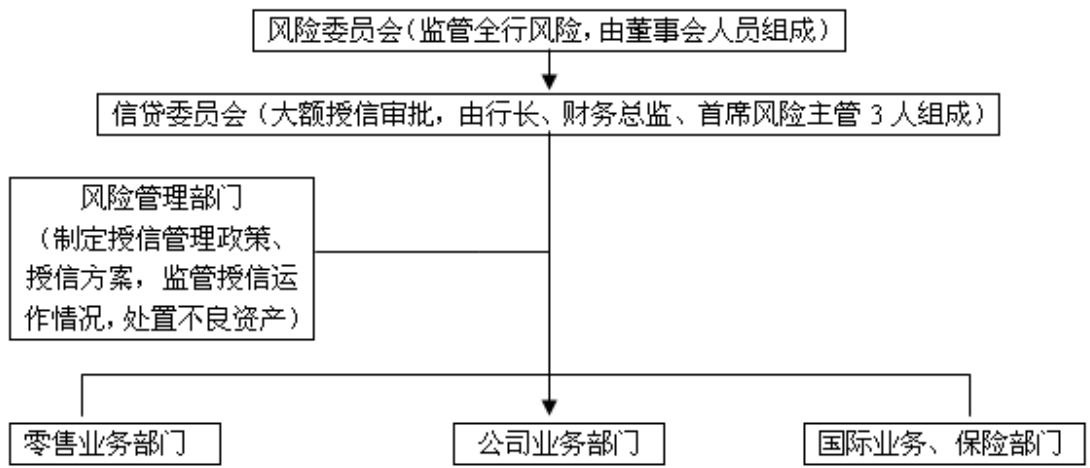 风险委员会(监管全行风险,由董事会人员组成)
信贷委员会(大额授信审批,由行长、财务总监、首席风险主管3人组成)
风险管理部门
(制定授信管理政策、
授信方案,监管授信运
作情况,处置不良资产)
零售业务部门
公司业务部门
国际业务、保险部门